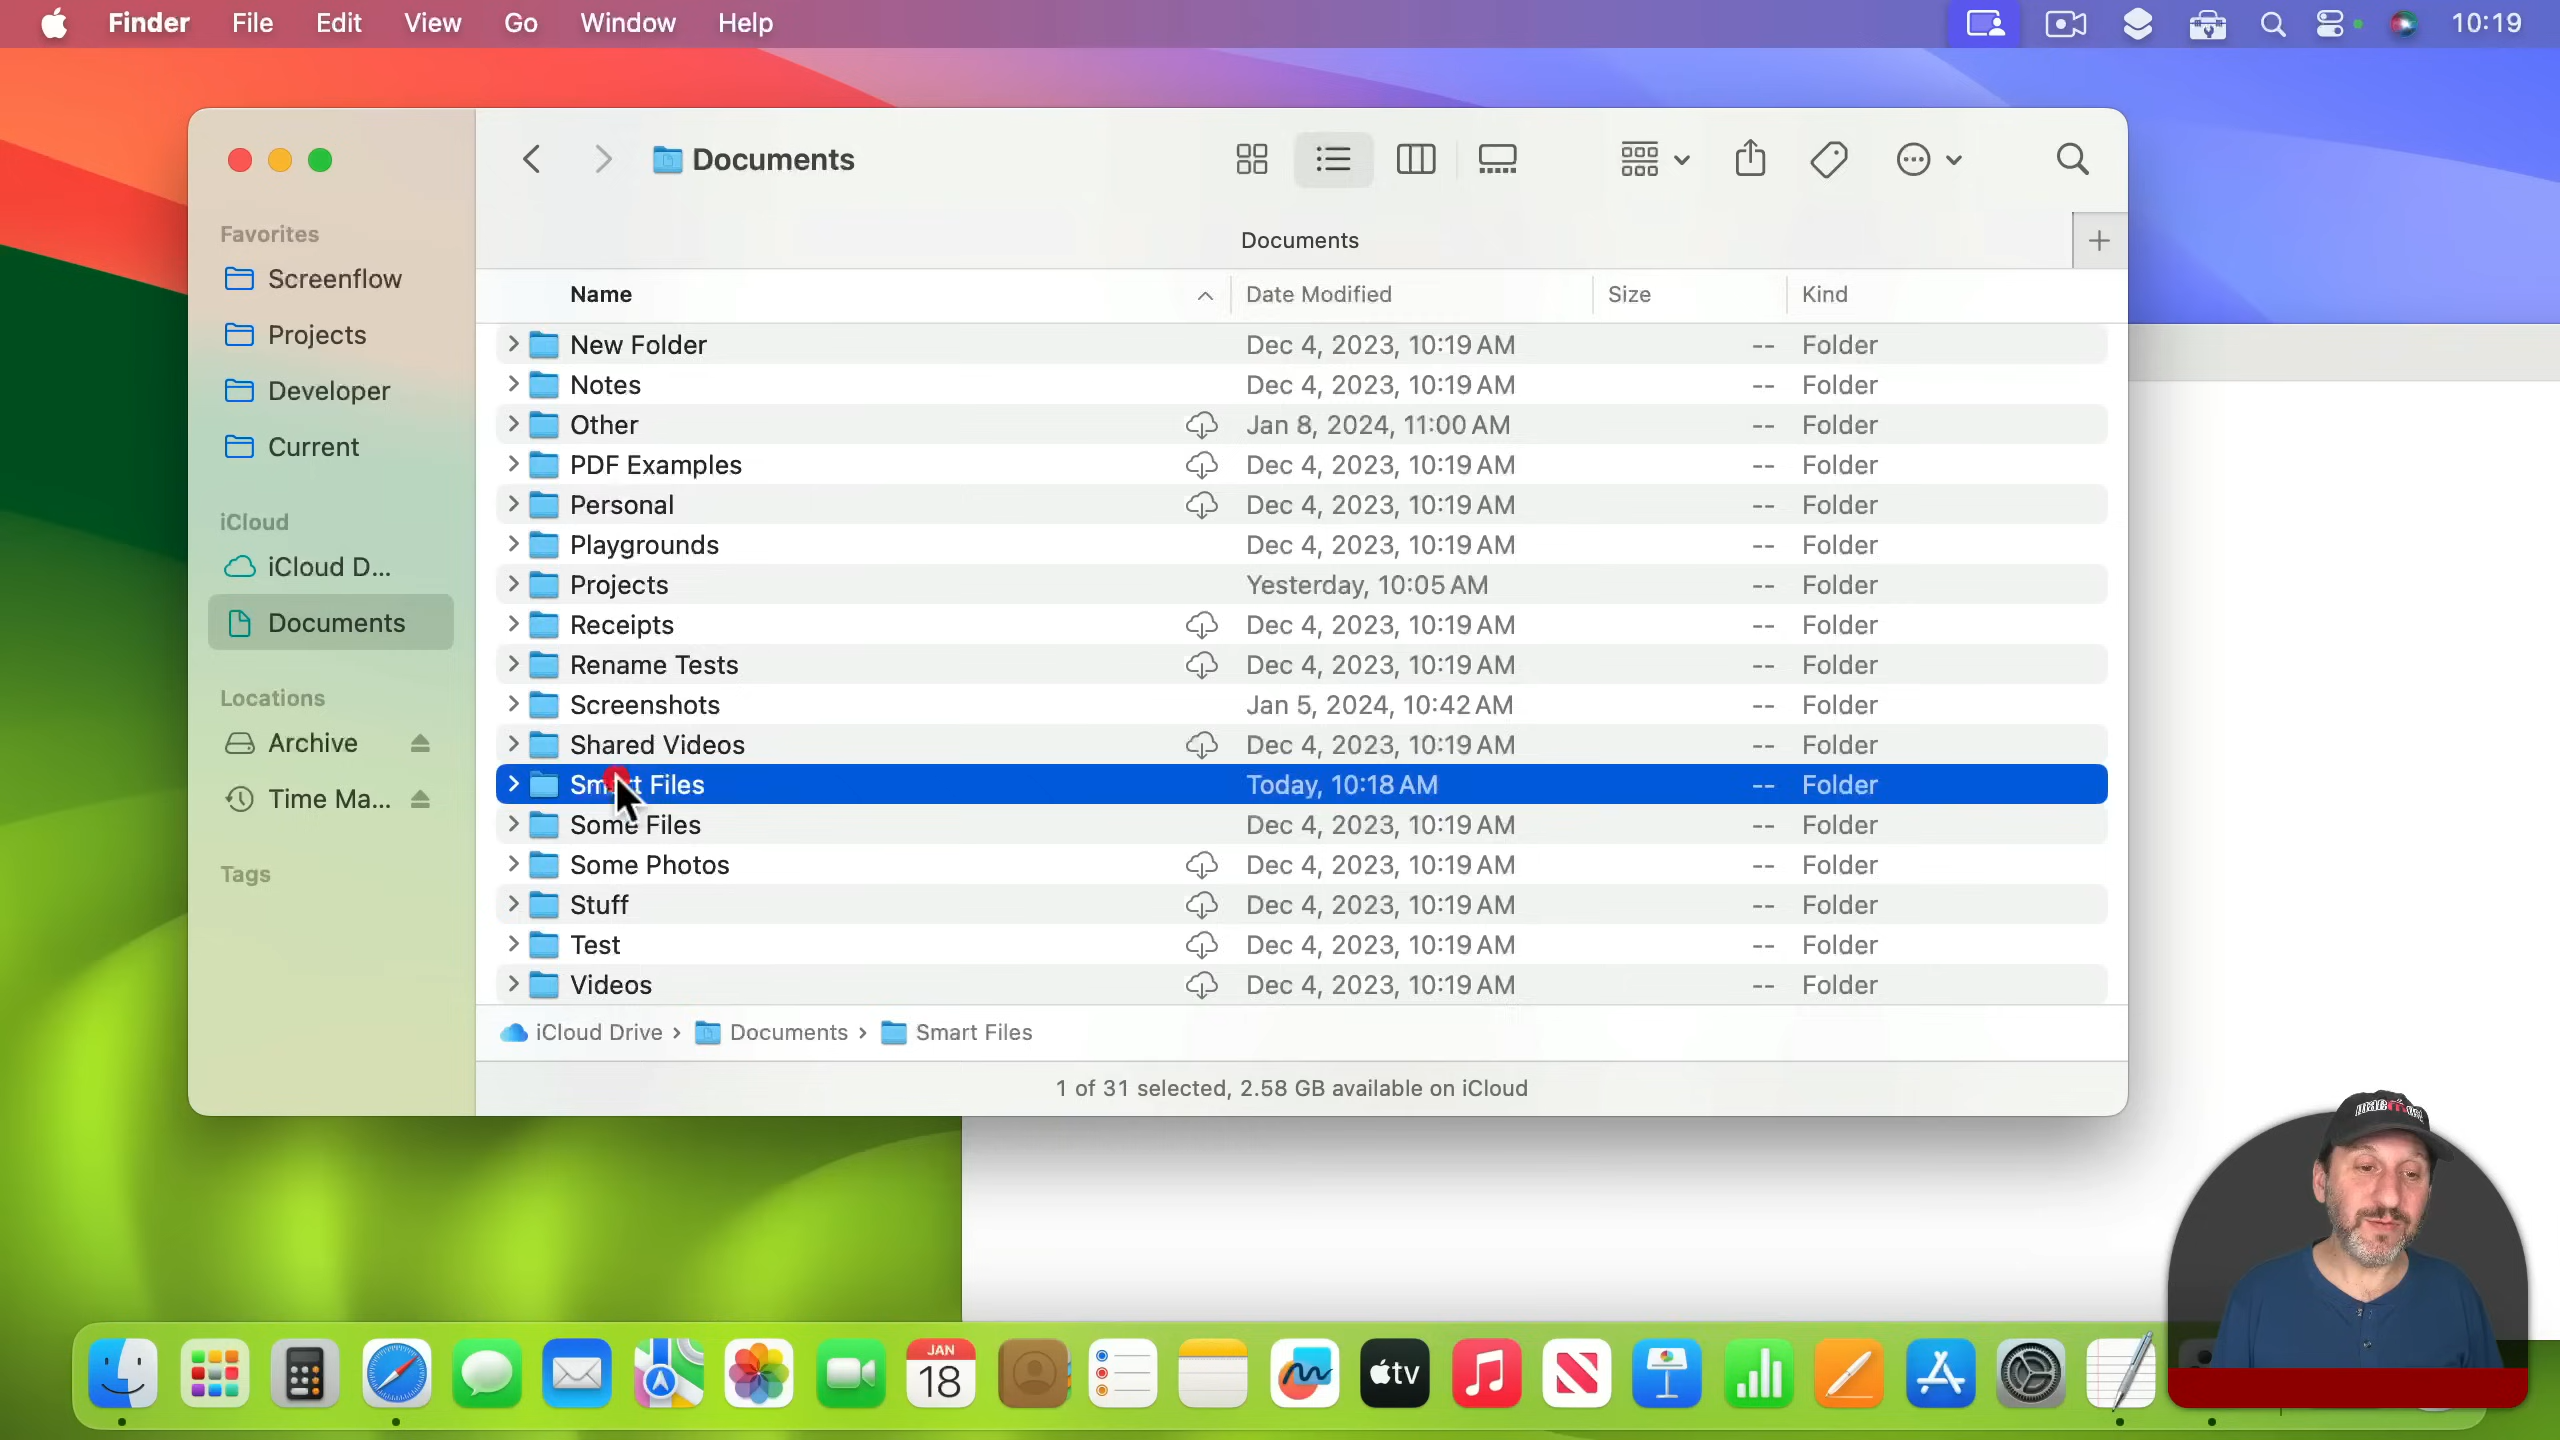 Finder File Edit View Go Window Help 10:19
Documents
Documents
Favorites
Screenflow
Projects
Developer
Current
iCloud
iCloud D...
Documents
Locations
Archive
Time Ma...
Tags
Name Date Modified Size Kind
New Folder Dec 4, 2023, 10:19 AM -- Folder
Notes Dec 4, 2023, 10:19 AM -- Folder
Other Jan 8, 2024, 11:00 AM -- Folder
PDF Examples Dec 4, 2023, 10:19 AM -- Folder
Personal Dec 4, 2023, 10:19 AM -- Folder
Playgrounds Dec 4, 2023, 10:19 AM -- Folder
Projects Yesterday, 10:05 AM -- Folder
Receipts Dec 4, 2023, 10:19 AM -- Folder
Rename Tests Dec 4, 2023, 10:19 AM -- Folder
Screenshots Jan 5, 2024, 10:42 AM -- Folder
Shared Videos Dec 4, 2023, 10:19 AM -- Folder
Smart Files Today, 10:18 AM -- Folder
Some Files Dec 4, 2023, 10:19 AM -- Folder
Some Photos Dec 4, 2023, 10:19 AM -- Folder
Stuff Dec 4, 2023, 10:19 AM -- Folder
Test Dec 4, 2023, 10:19 AM -- Folder
Videos Dec 4, 2023, 10:19 AM -- Folder
iCloud Drive › Documents › Smart Files
1 of 31 selected, 2.58 GB available on iCloud
macmost
JAN
18
tv